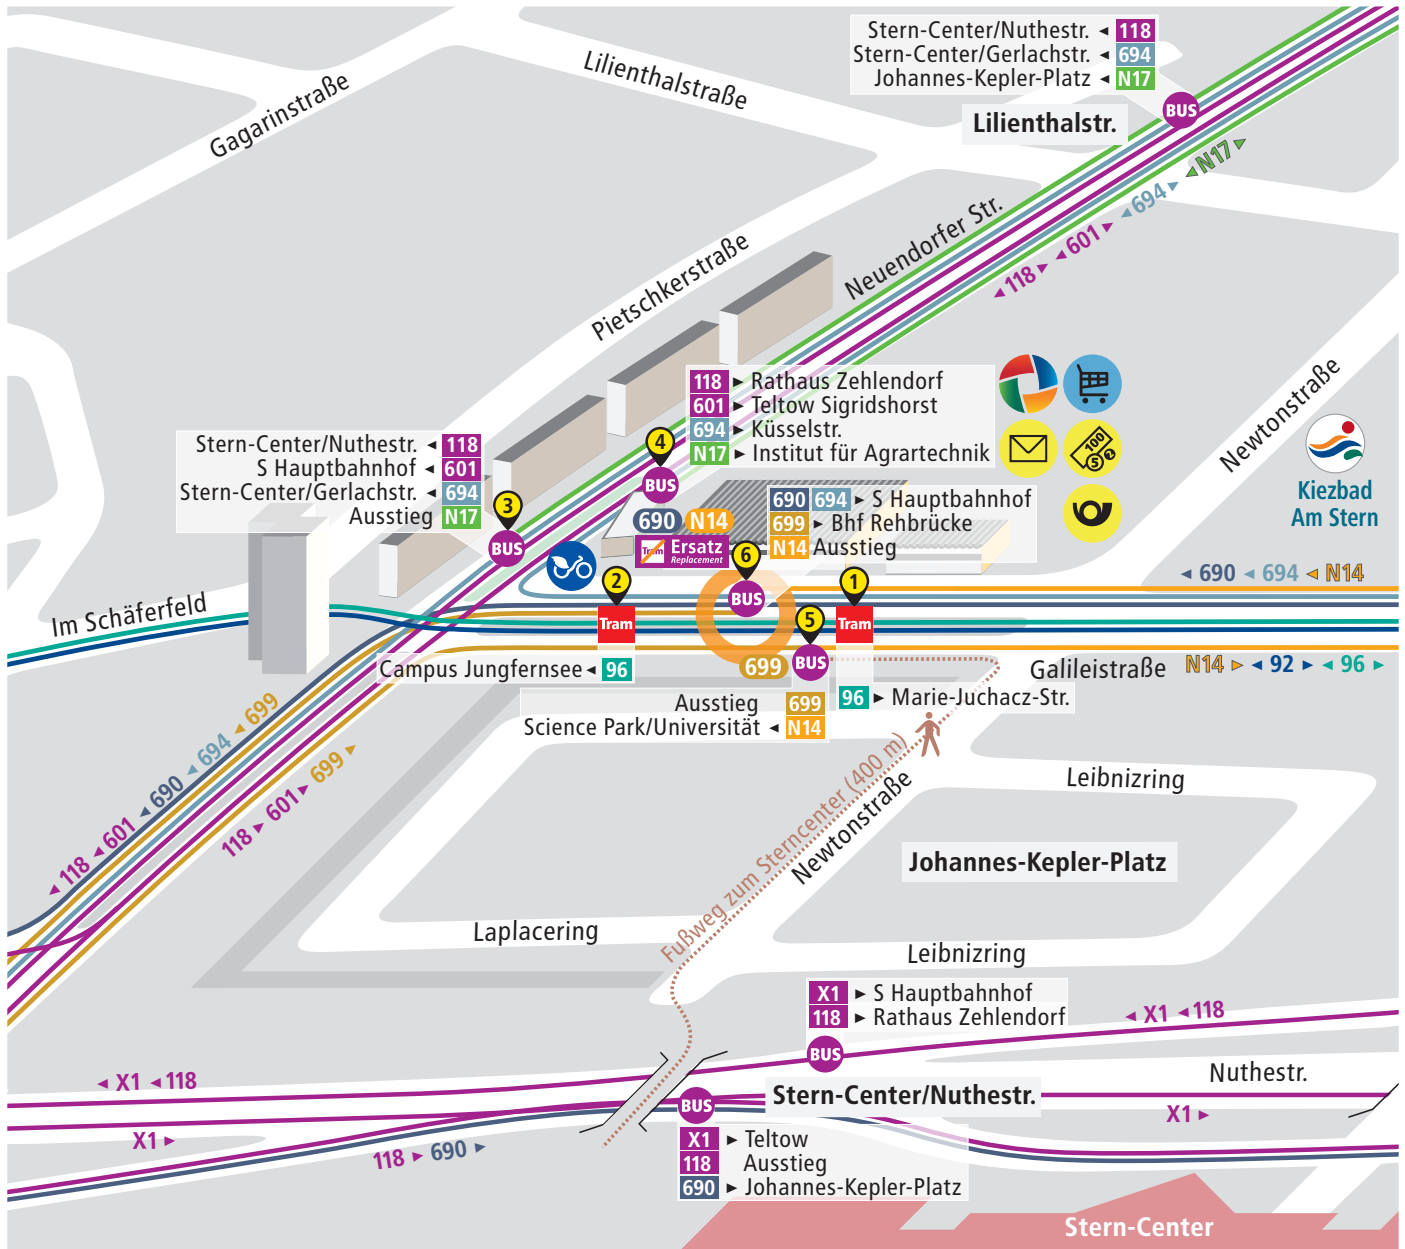 Stern-Center/Nuthestr. ◄ 118
Stern-Center/Gerlachstr. ◄ 694
Johannes-Kepler-Platz ◄ N17
BUS
Lilienthalstr.
Lilienthalstraße
Gagarinstraße
◄ N17 ►
◄ 694 ►
◄ 601 ►
◄ 118 ►
Neuendorfer Str.
Pietschkerstraße
Newtonstraße
118 ► Rathaus Zehlendorf
601 ► Teltow Sigridshorst
694 ► Küsselstr.
N17 ► Institut für Agrartechnik
100
5
2
Kiezbad
Am Stern
Stern-Center/Nuthestr. ◄ 118
S Hauptbahnhof ◄ 601
Stern-Center/Gerlachstr. ◄ 694
Ausstieg N17
4
BUS
3
BUS
690 N14
Tram Ersatz
Replacement
690 694 ► S Hauptbahnhof
699 ► Bhf Rehbrücke
N14 Ausstieg
6
BUS
2
Tram
1
Tram
5
BUS
699
◄ 690 ◄ 694 ◄ N14
Im Schäferfeld
Campus Jungfernsee ◄ 96
Galileistraße
N14 ► ◄ 92 ► ◄ 96 ►
96 ► Marie-Juchacz-Str.
Ausstieg 699
Science Park/Universität ◄ N14
◄ 118 ◄ 601 ◄ 690 ◄ 694 ◄ 699
118 ► 601 ► 699 ►
Fußweg zum Sterncenter (400 m)
Newtonstraße
Leibnizring
Johannes-Kepler-Platz
Laplacering
Leibnizring
X1 ► S Hauptbahnhof
118 ► Rathaus Zehlendorf
BUS
◄ X1 ◄ 118
◄ X1 ◄ 118
Nuthestr.
BUS
Stern-Center/Nuthestr.
X1 ►
X1 ►
118 ► 690 ►
X1 ► Teltow
118 Ausstieg
690 ► Johannes-Kepler-Platz
Stern-Center